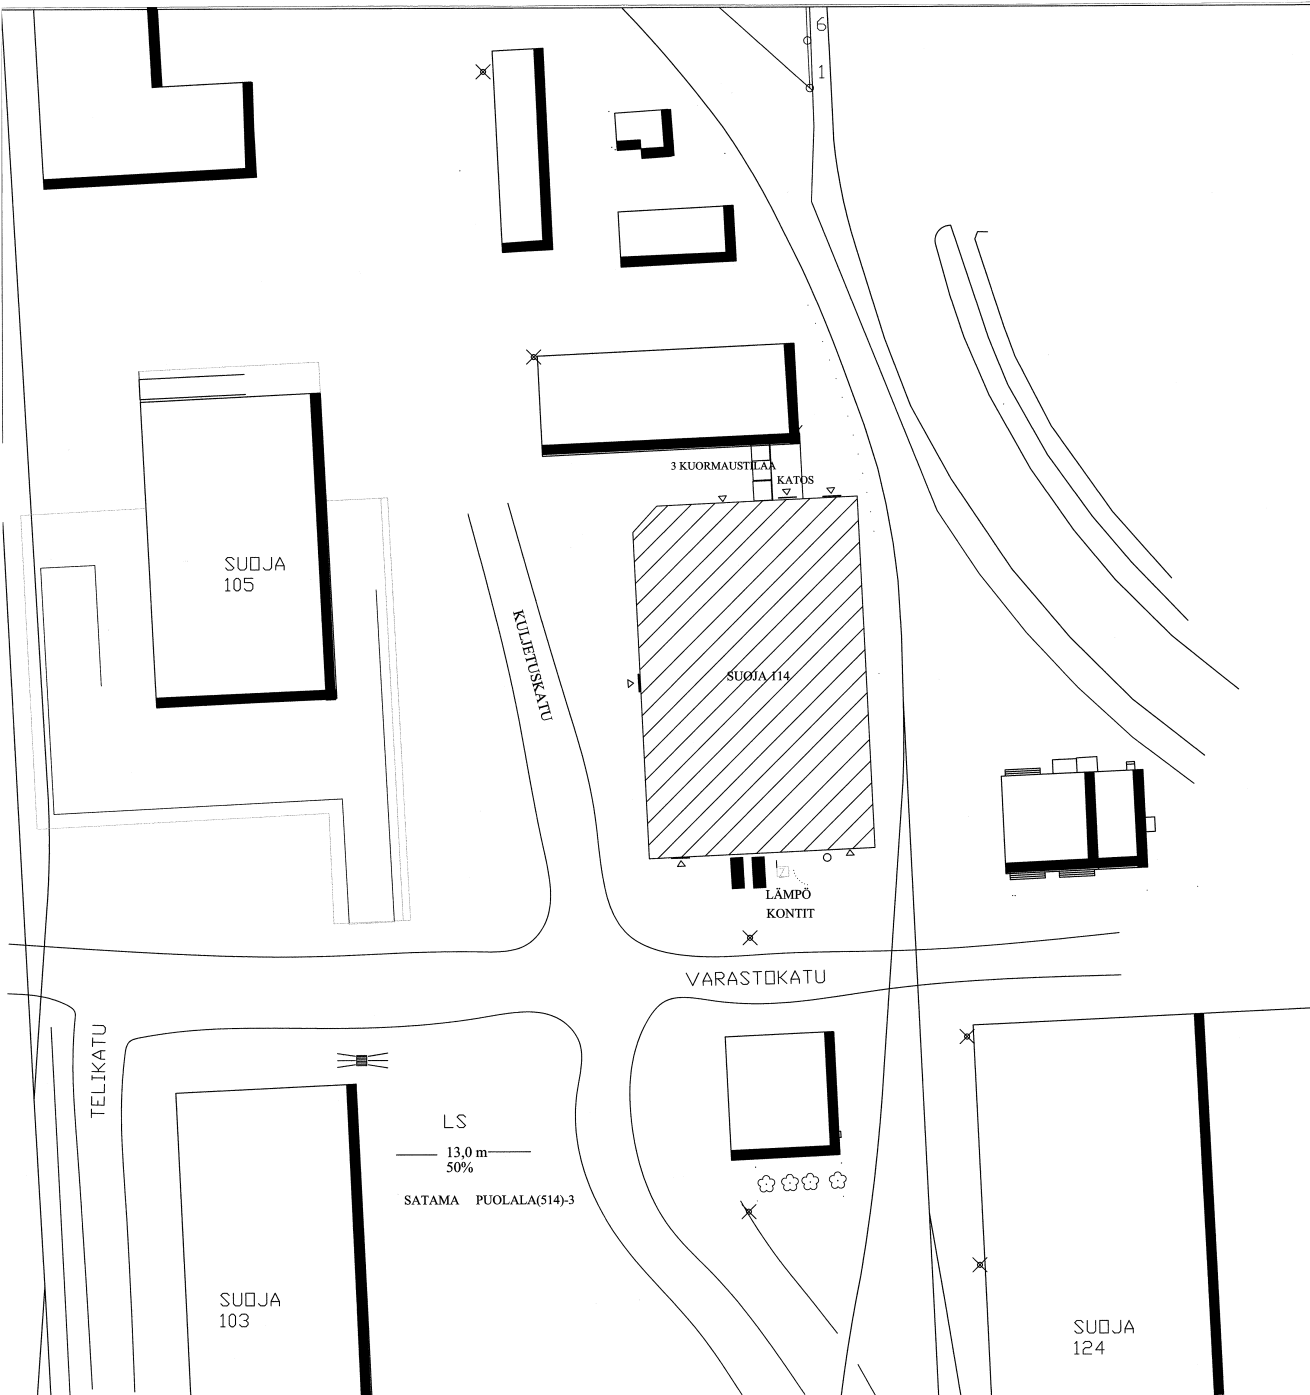 6
1
3 KUORMAUSTILAA
KATOS
SUOJA
105
KULJETUSKATU
SUOJA 114
LÄMPÖ
KONTIT
VARASTOKATU
TELIKATU
LS
13,0 m
50%
SATAMA PUOLALA(514)-3
SUOJA
103
SUOJA
124